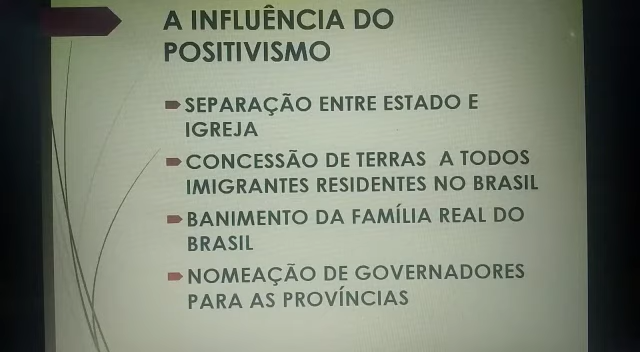 A INFLUÊNCIA DO
POSITIVISMO
SEPARAÇÃO ENTRE ESTADO E
IGREJA
CONCESSÃO DE TERRAS A TODOS
IMIGRANTES RESIDENTES NO BRASIL
BANIMENTO DA FAMÍLIA REAL DO
BRASIL
NOMEAÇÃO DE GOVERNADORES
PARA AS PROVÍNCIAS